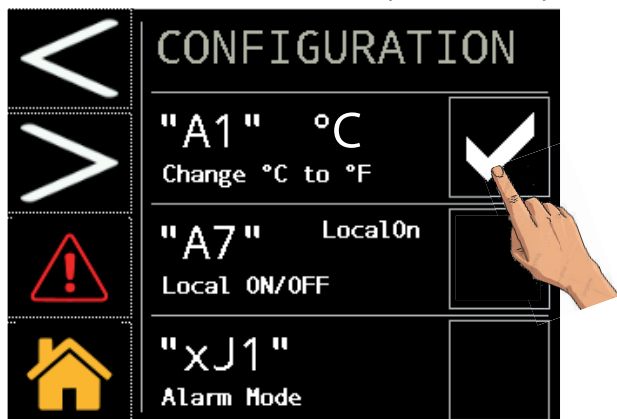 CONFIGURATION
"A1" °C
Change °C to °F
"A7" LocalOn
Local ON/OFF
"xJ1"
Alarm Mode